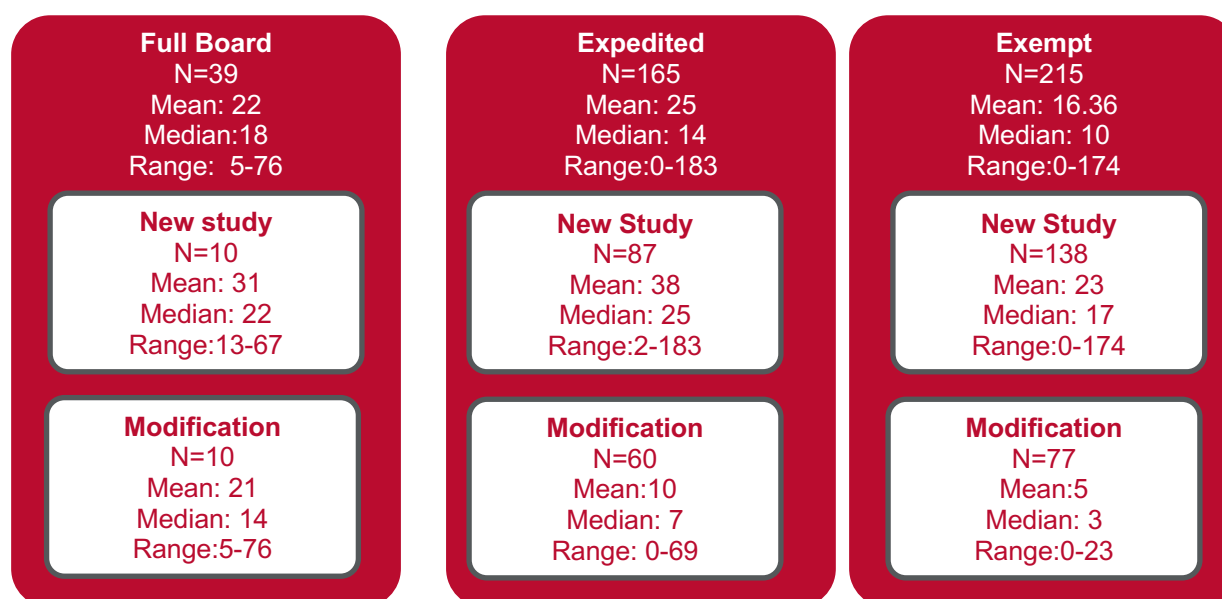 Full Board
N=39
Mean: 22
Median:18
Range:  5-76
New study
N=10
Mean: 31
Median: 22
Range:13-67
Modification
N=10
Mean: 21
Median: 14
Range:5-76
Expedited
N=165
Mean: 25
Median: 14
Range:0-183
New Study
N=87
Mean: 38
Median: 25
Range:2-183
Modification
N=60
Mean:10
Median: 7
Range: 0-69
Exempt
N=215
Mean: 16.36
Median: 10
Range:0-174
New Study
N=138
Mean: 23
Median: 17
Range:0-174
Modification
N=77
Mean:5
Median: 3
Range:0-23